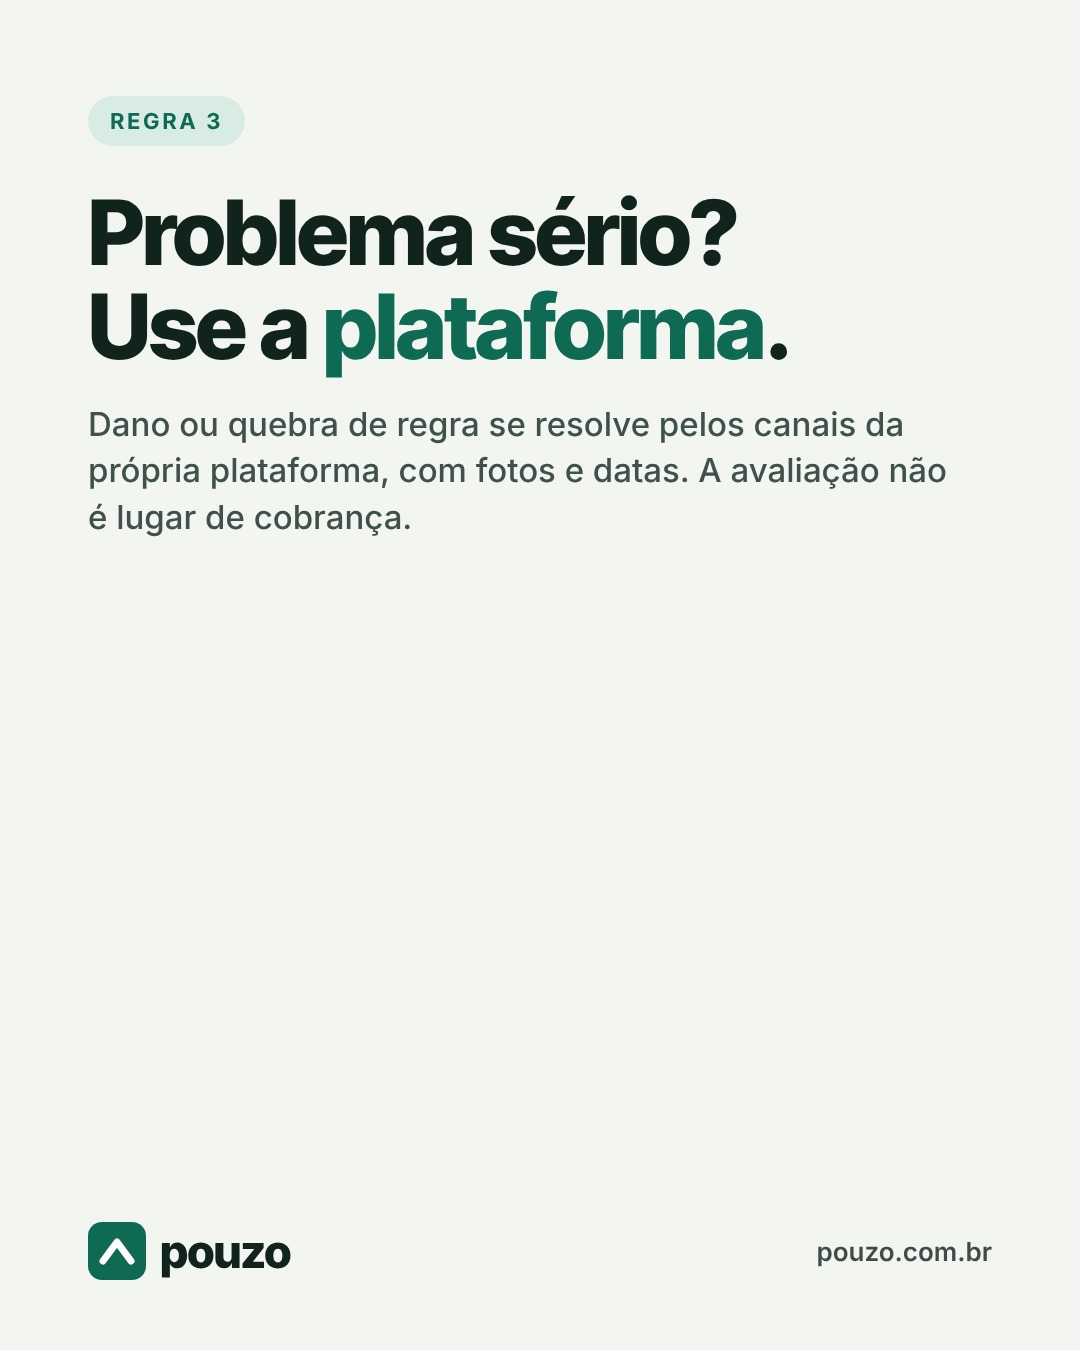 REGRA 3
Problema sério?
Use a plataforma.
Dano ou quebra de regra se resolve pelos canais da
própria plataforma, com fotos e datas. A avaliação não
é lugar de cobrança.
pouzo
pouzo.com.br